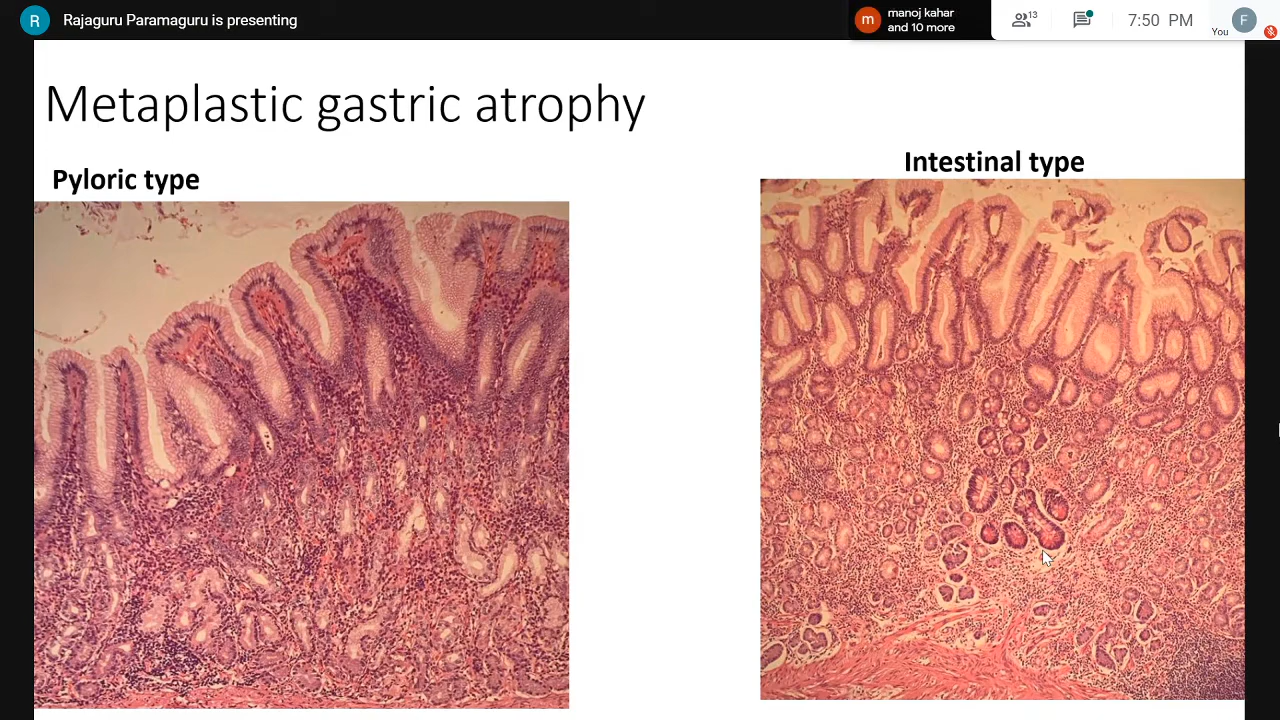 R Rajaguru Paramaguru is presenting
m manoj kahar
and 10 more
13
7:50 PM
You
F
Metaplastic gastric atrophy
Pyloric type
Intestinal type